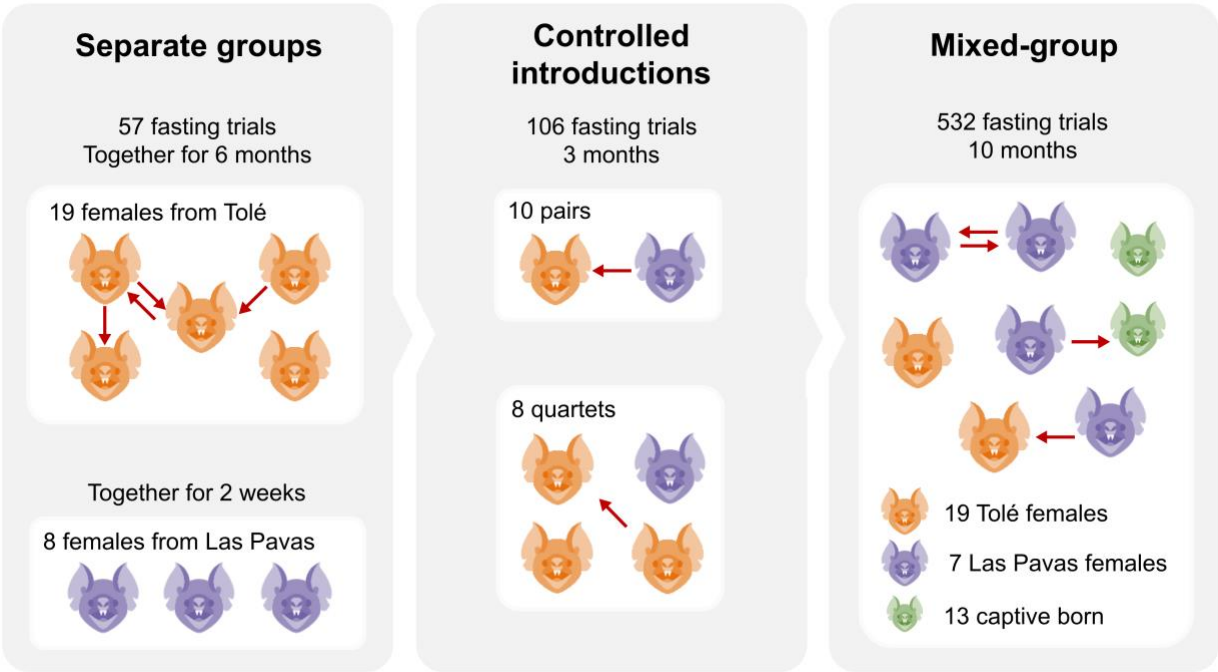 Separate groups
57 fasting trials
Together for 6 months
19 females from Tolé
Together for 2 weeks
8 females from Las Pavas
Controlled
introductions
106 fasting trials
3 months
10 pairs
8 quartets
Mixed-group
532 fasting trials
10 months
19 Tolé females
7 Las Pavas females
13 captive born